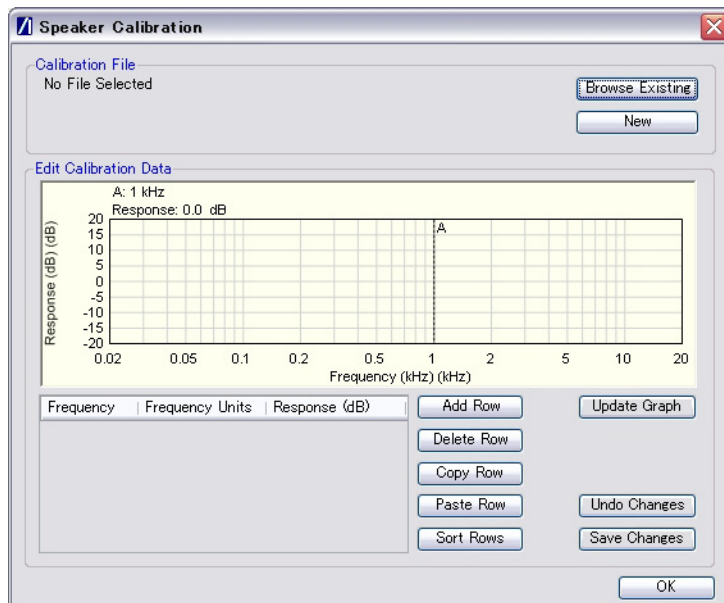 Speaker Calibration
Calibration File
No File Selected
Browse Existing
New
Edit Calibration Data
A: 1 kHz
Response: 0.0 dB
A
Response (dB) (dB)
20
15
10
5
0
-5
-10
-15
-20
0.02 0.05 0.1 0.2 0.5 1 2 5 10 20
Frequency (kHz) (kHz)
Frequency Frequency Units Response (dB)
Add Row
Update Graph
Delete Row
Copy Row
Paste Row
Undo Changes
Sort Rows
Save Changes
OK